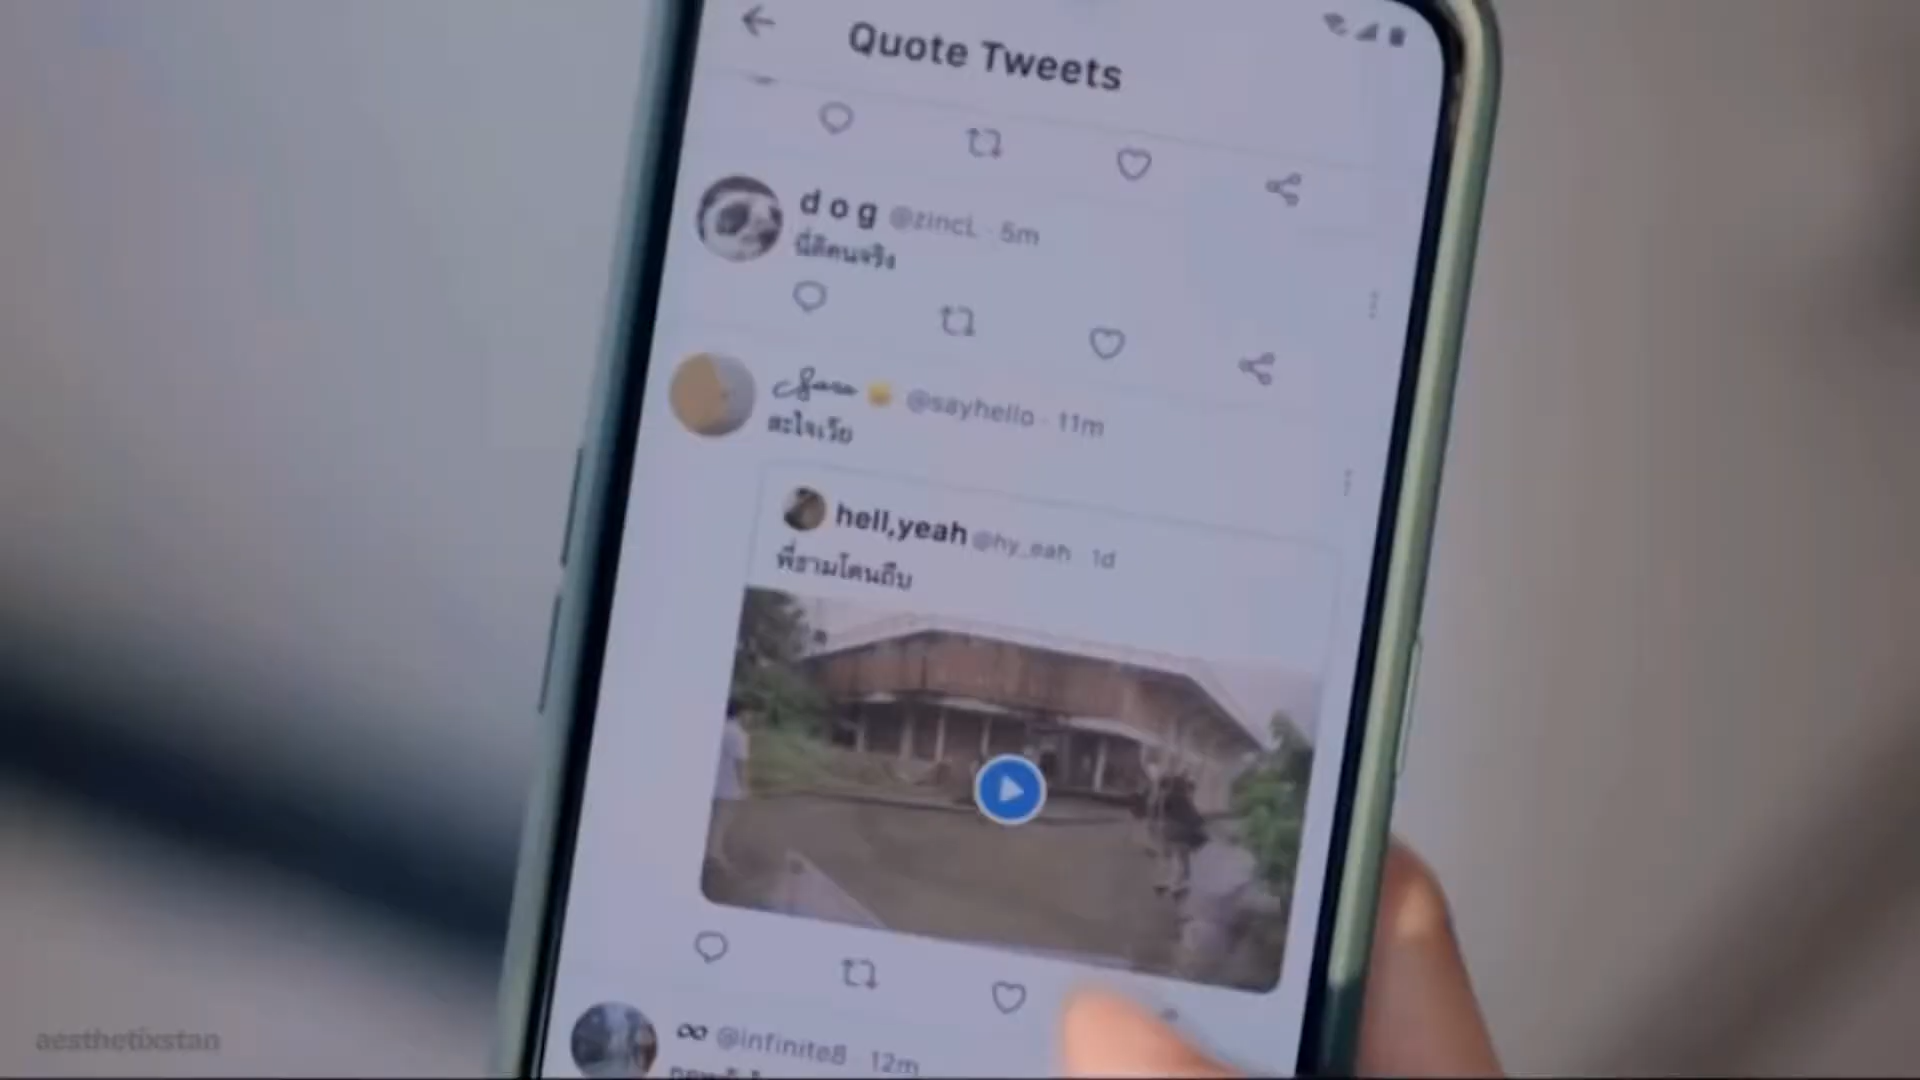 Quote Tweets
d o g @zincL · 5m
นี่คือคนจริง
Sara @sayhello · 11m
สะใจเว้ย
hell,yeah @hy_eah · 1d
พี่รามโดนถีบ
∞ @infinite8 · 12m
aesthetixstan